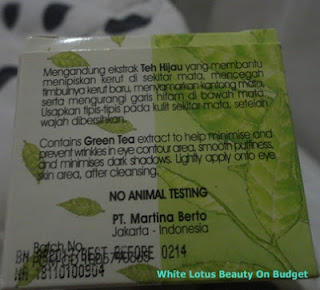 Mengandung ekstrak Teh Hijau yang membantu
menipiskan kerut di sekitar mata, mencegah
timbulnya kerut baru, menyamarkan kantong mata,
serta mengurangi garis hitam di bawah mata.
Usapkan tipis-tipis pada kulit sekitar mata, setelah
wajah dibersihkan.
Contains Green Tea extract to help minimise and
prevent wrinkles in eye contour area, smooth puffiness,
and minimises dark shadows. Lightly apply onto eye
skin area, after cleansing.
NO ANIMAL TESTING
PT. Martina Berto
Jakarta - Indonesia
Batch No.
BEST BEFORE 0214
NA 18110100904
White Lotus Beauty On Budget